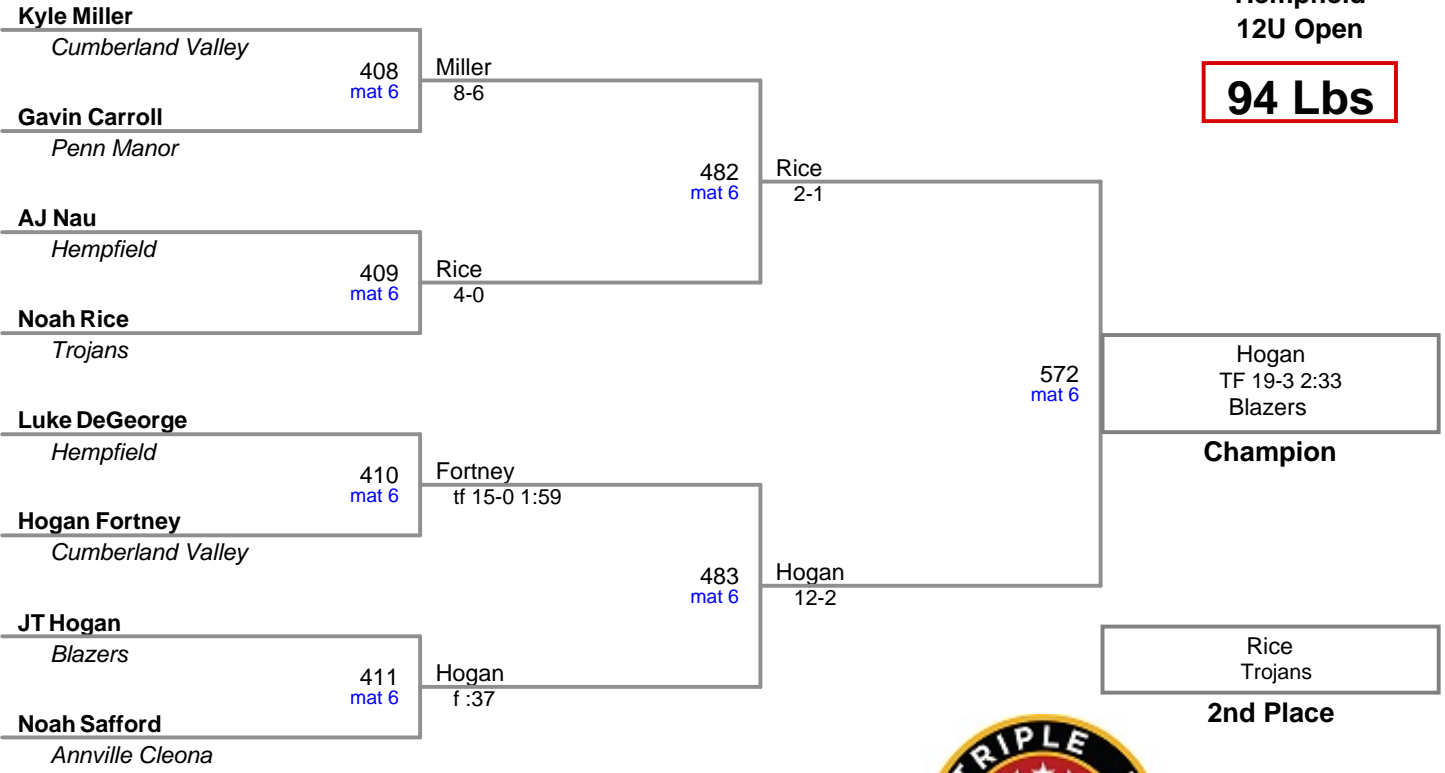 Hempfield
12U Open
94 Lbs
Kyle Miller
Cumberland Valley
408
mat 6
Miller
8-6
Gavin Carroll
Penn Manor
482
mat 6
Rice
2-1
AJ Nau
Hempfield
409
mat 6
Rice
4-0
Noah Rice
Trojans
572
mat 6
Hogan
TF 19-3 2:33
Blazers
Champion
Luke DeGeorge
Hempfield
410
mat 6
Fortney
tf 15-0 1:59
Hogan Fortney
Cumberland Valley
483
mat 6
Hogan
12-2
JT Hogan
Blazers
411
mat 6
Hogan
f :37
Noah Safford
Annville Cleona
Rice
Trojans
2nd Place
TRIPLE